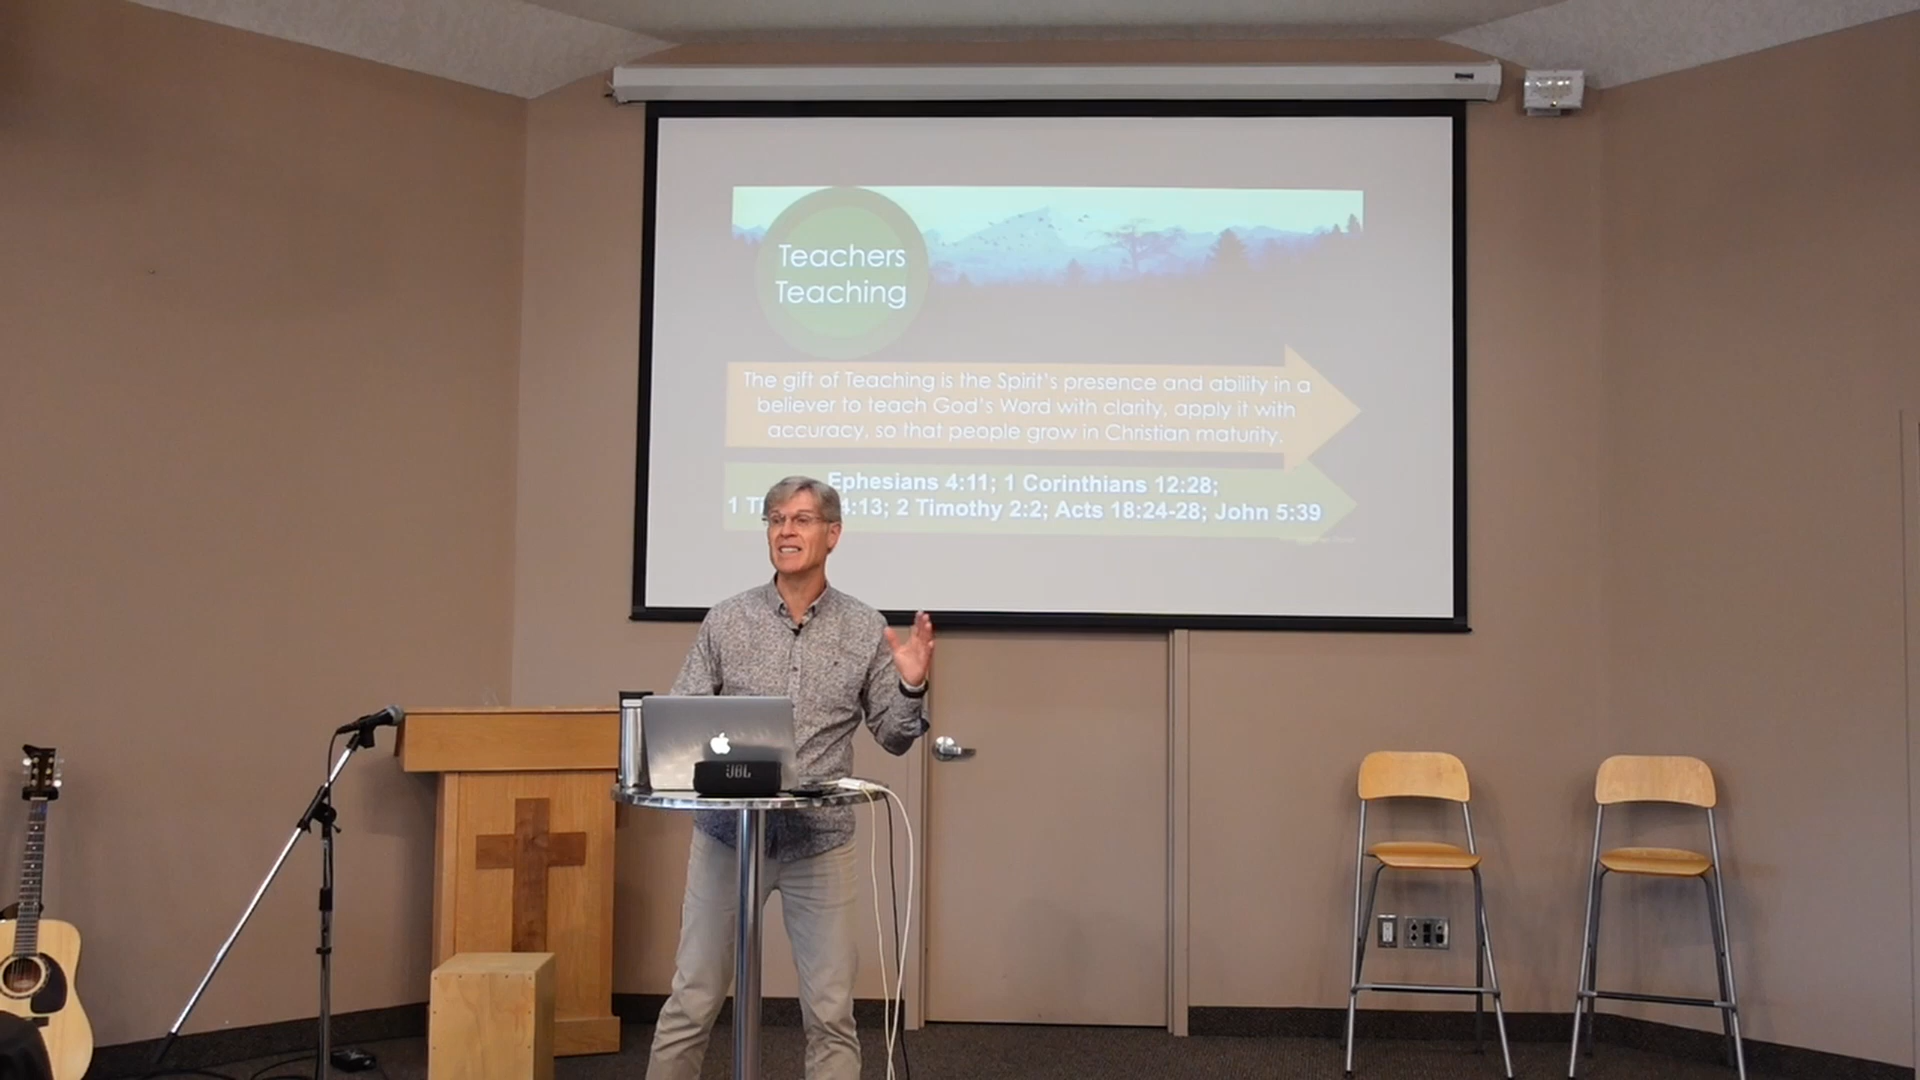 Teachers
Teaching
The gift of Teaching is the Spirit's presence and ability in a
believer to teach God's Word with clarity, apply it with
accuracy, so that people grow in Christian maturity.
Ephesians 4:11; 1 Corinthians 12:28;
1 4:13; 2 Timothy 2:2; Acts 18:24-28; John 5:39
JBL